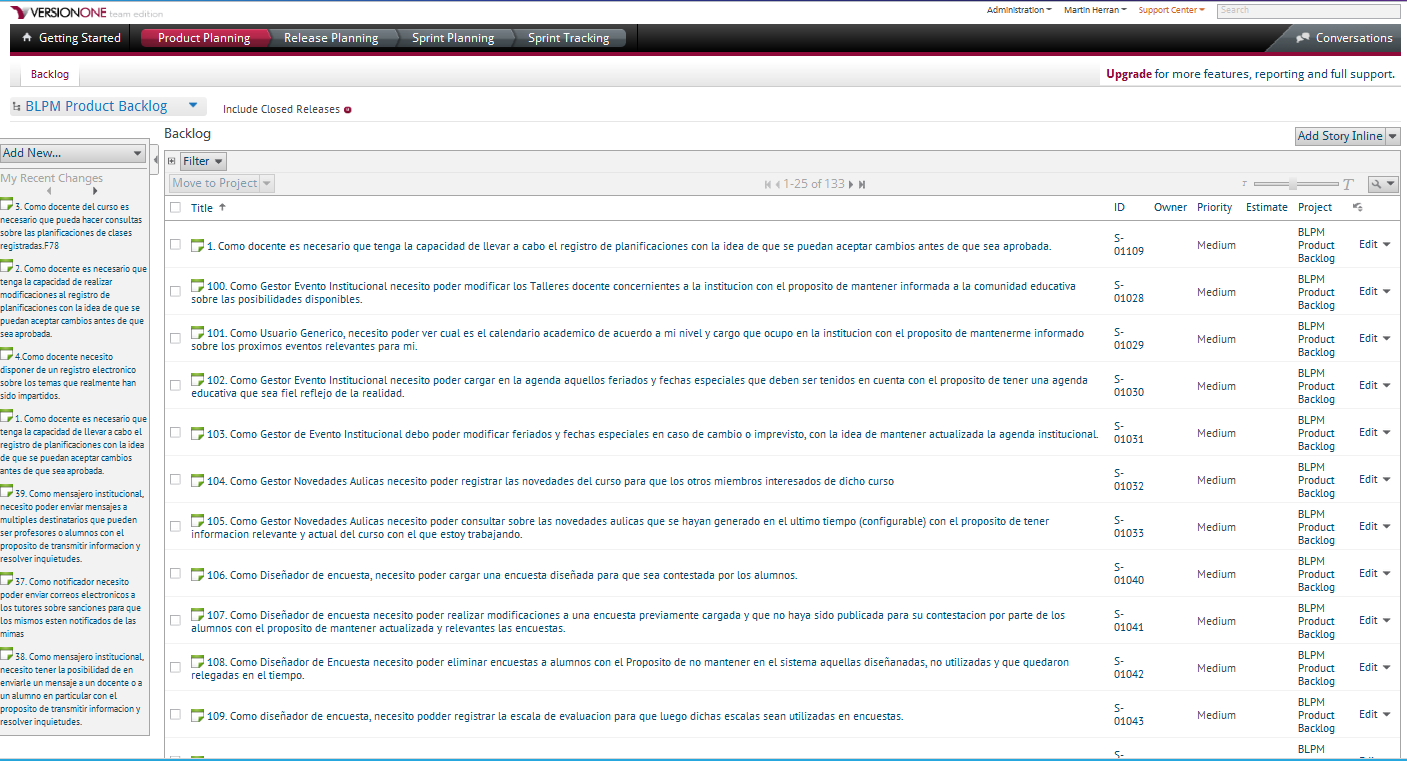 VERSIONONE team edition
Administration Martin Herran Support Center Search
Getting Started Product Planning Release Planning Sprint Planning Sprint Tracking Conversations
Backlog
Upgrade for more features, reporting and full support.
BLPM Product Backlog Include Closed Releases
Backlog
Add Story Inline
Add New...
My Recent Changes
3. Como docente del curso es
necesario que pueda hacer consultas
sobre las planificaciones de clases
registradas.F78
2. Como docente es necesario que
tenga la capacidad de realizar
modificaciones al registro de
planificaciones con la idea de que se
puedan aceptar cambios antes de que
sea aprobada.
4.Como docente necesito
disponer de un registro electronico
sobre los temas que realmente han
sido impartidos.
1. Como docente es necesario que
tenga la capacidad de llevar a cabo el
registro de planificaciones con la idea
de que se puedan aceptar cambios
antes de que sea aprobada.
39. Como mensajero institucional,
necesito poder enviar mensajes a
multiples destinatarios que pueden
ser profesores o alumnos con el
proposito de transmitir informacion y
resolver inquietudes.
37. Como notificador necesito
poder enviar correos electronicos a
los tutores sobre sanciones para que
los mismos esten notificados de las
mimas
38. Como mensajero institucional,
necesito tener la posibilidad de en
enviarle un mensaje a un docente o a
un alumno en particular con el
proposito de transmitir informacion y
resolver inquietudes.
Filter
Move to Project 1-25 of 133 T T
Title ID Owner Priority Estimate Project
1. Como docente es necesario que tenga la capacidad de llevar a cabo el registro de planificaciones con la idea de que se puedan aceptar cambios antes de que sea aprobada.
S-
01109
Medium
BLPM
Product
Backlog
Edit
100. Como Gestor Evento Institucional necesito poder modificar los Talleres docente concernientes a la institucion con el proposito de mantener informada a la comunidad educativa
sobre las posibilidades disponibles.
S-
01028
Medium
BLPM
Product
Backlog
Edit
101. Como Usuario Generico, necesito poder ver cual es el calendario academico de acuerdo a mi nivel y cargo que ocupo en la institucion con el proposito de mantenerme informado
sobre los proximos eventos relevantes para mi.
S-
01029
Medium
BLPM
Product
Backlog
Edit
102. Como Gestor Evento Institucional necesito poder cargar en la agenda aquellos feriados y fechas especiales que deben ser tenidos en cuenta con el proposito de tener una agenda
educativa que sea fiel reflejo de la realidad.
S-
01030
Medium
BLPM
Product
Backlog
Edit
103. Como Gestor de Evento Institucional debo poder modificar feriados y fechas especiales en caso de cambio o imprevisto, con la idea de mantener actualizada la agenda institucional.
S-
01031
Medium
BLPM
Product
Backlog
Edit
104. Como Gestor Novedades Aulicas necesito poder registrar las novedades del curso para que los otros miembros interesados de dicho curso
S-
01032
Medium
BLPM
Product
Backlog
Edit
105. Como Gestor Novedades Aulicas necesito poder consultar sobre las novedades aulicas que se hayan generado en el ultimo tiempo (configurable) con el proposito de tener
informacion relevante y actual del curso con el que estoy trabajando.
S-
01033
Medium
BLPM
Product
Backlog
Edit
106. Como Diseñador de encuesta, necesito poder cargar una encuesta diseñada para que sea contestada por los alumnos.
S-
01040
Medium
BLPM
Product
Backlog
Edit
107. Como Diseñador de encuesta necesito poder realizar modificaciones a una encuesta previamente cargada y que no haya sido publicada para su contestacion por parte de los
alumnos con el proposito de mantener actualizada y relevantes las encuestas.
S-
01041
Medium
BLPM
Product
Backlog
Edit
108. Como Diseñador de Encuesta necesito poder eliminar encuestas a alumnos con el Proposito de no mantener en el sistema aquellas diseñanadas, no utilizadas y que quedaron
relegadas en el tiempo.
S-
01042
Medium
BLPM
Product
Backlog
Edit
109. Como diseñador de encuesta, necesito podder registrar la escala de evaluacion para que luego dichas escalas sean utilizadas en encuestas.
S-
01043
Medium
BLPM
Product
Backlog
Edit
S-
BLPM